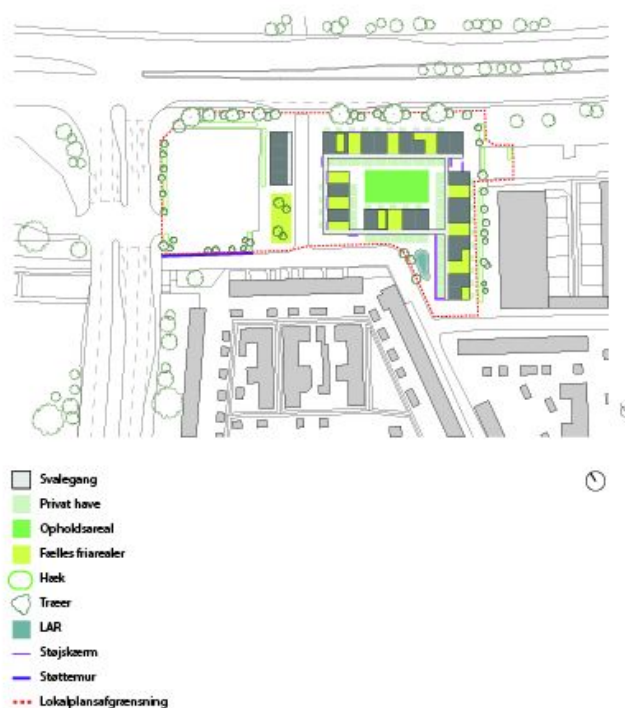 Svalegang
Privat have
Opholdsareal
Fælles friarealer
Hæk
Træer
LAR
Støjskærm
Støttemur
Lokalplansafgrænsning